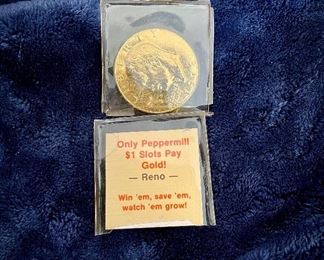 Only Peppermill
$1 Slots Pay
Gold!
— Reno —
Win 'em, save 'em,
watch 'em grow!